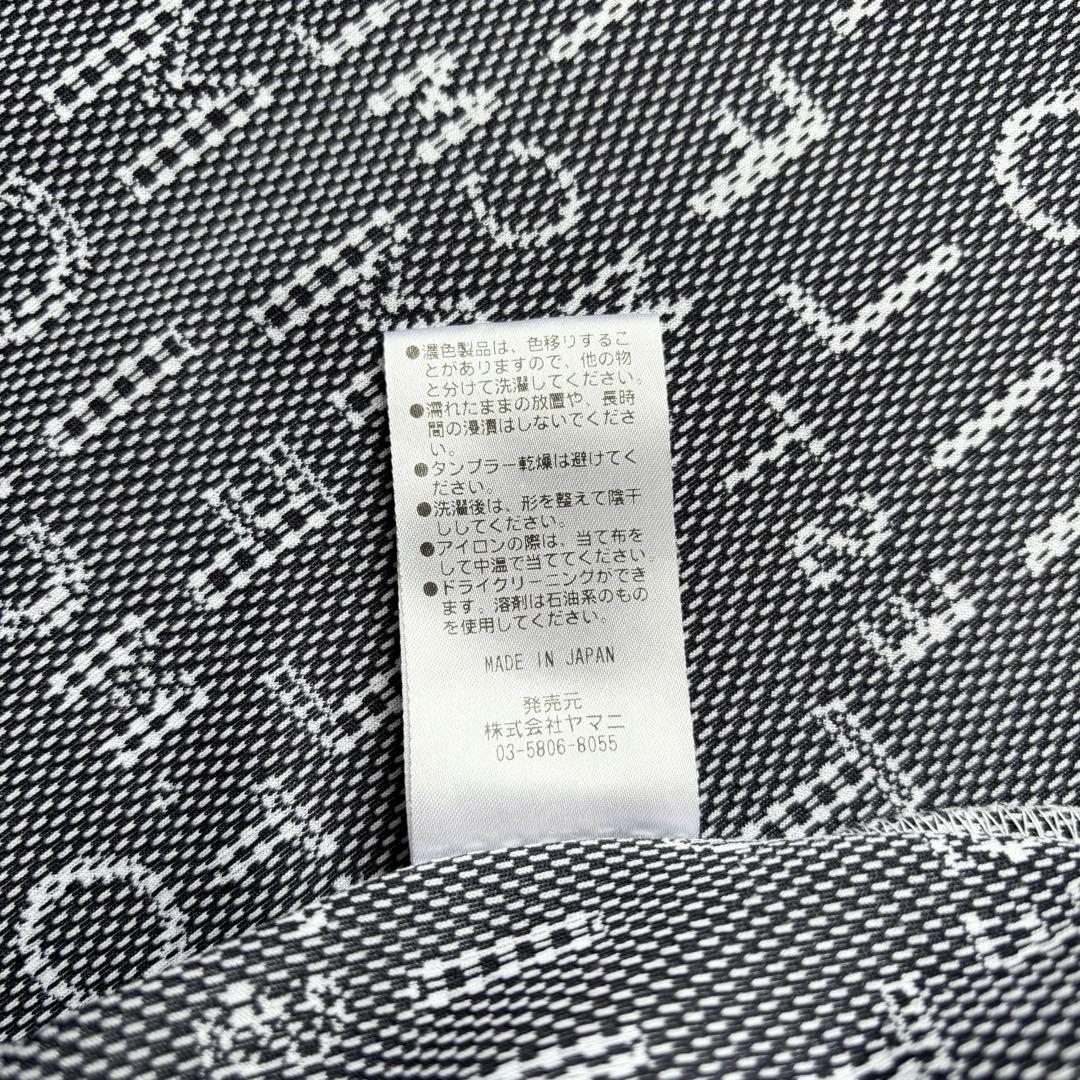 ●濃色製品は、色移りするこ
とがありますので、他の物
と分けて洗濯してください。
●濡れたままの放置や、長時
間の浸漬はしないでくださ
い。
●タンブラー乾燥は避けてく
ださい。
●洗濯後は、形を整えて陰干
ししてください。
●アイロンの際は、当て布を
して中温で当ててください
●ドライクリーニングができ
ます。溶剤は石油系のもの
を使用してください。
MADE IN JAPAN
発売元
株式会社ヤマニ
03-5806-8055